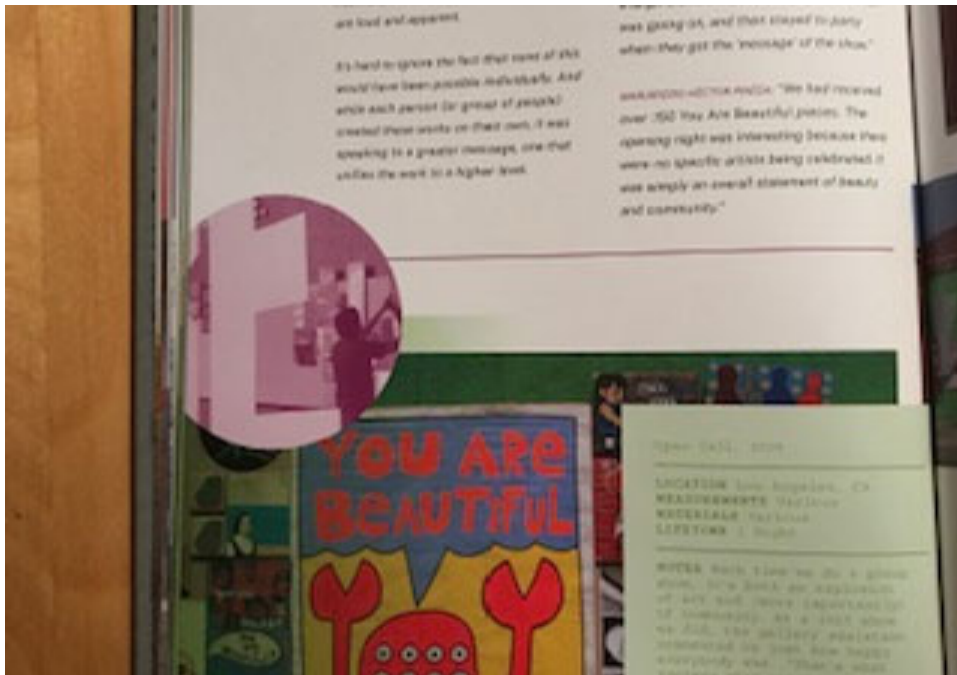 are loud and apparent.
It's hard to ignore the fact that none of this
would have been possible individually. And
while each person (or group of people)
created these works on their own, it was
speaking to a greater message, one that
unifies the work to a higher level.
was going on, and then stayed to party
when they got the "message" of the show."
"We had received
over 750 You Are Beautiful pieces. The
opening night was interesting because there
were no specific artists being celebrated. It
was simply an overall statement of beauty
and community."
YOU ARE
BEAUTIFUL
Open Call,
LOCATION Los Angeles, CA
MEASUREMENTS Various
MATERIALS Various
LIFESPAN 1 Night
NOTES Each time we do a group
show, it's just an explosion
of art and more importantly
of community. At a
we did, the gallery assistant
commented on just how happy
everybody was. "That's what